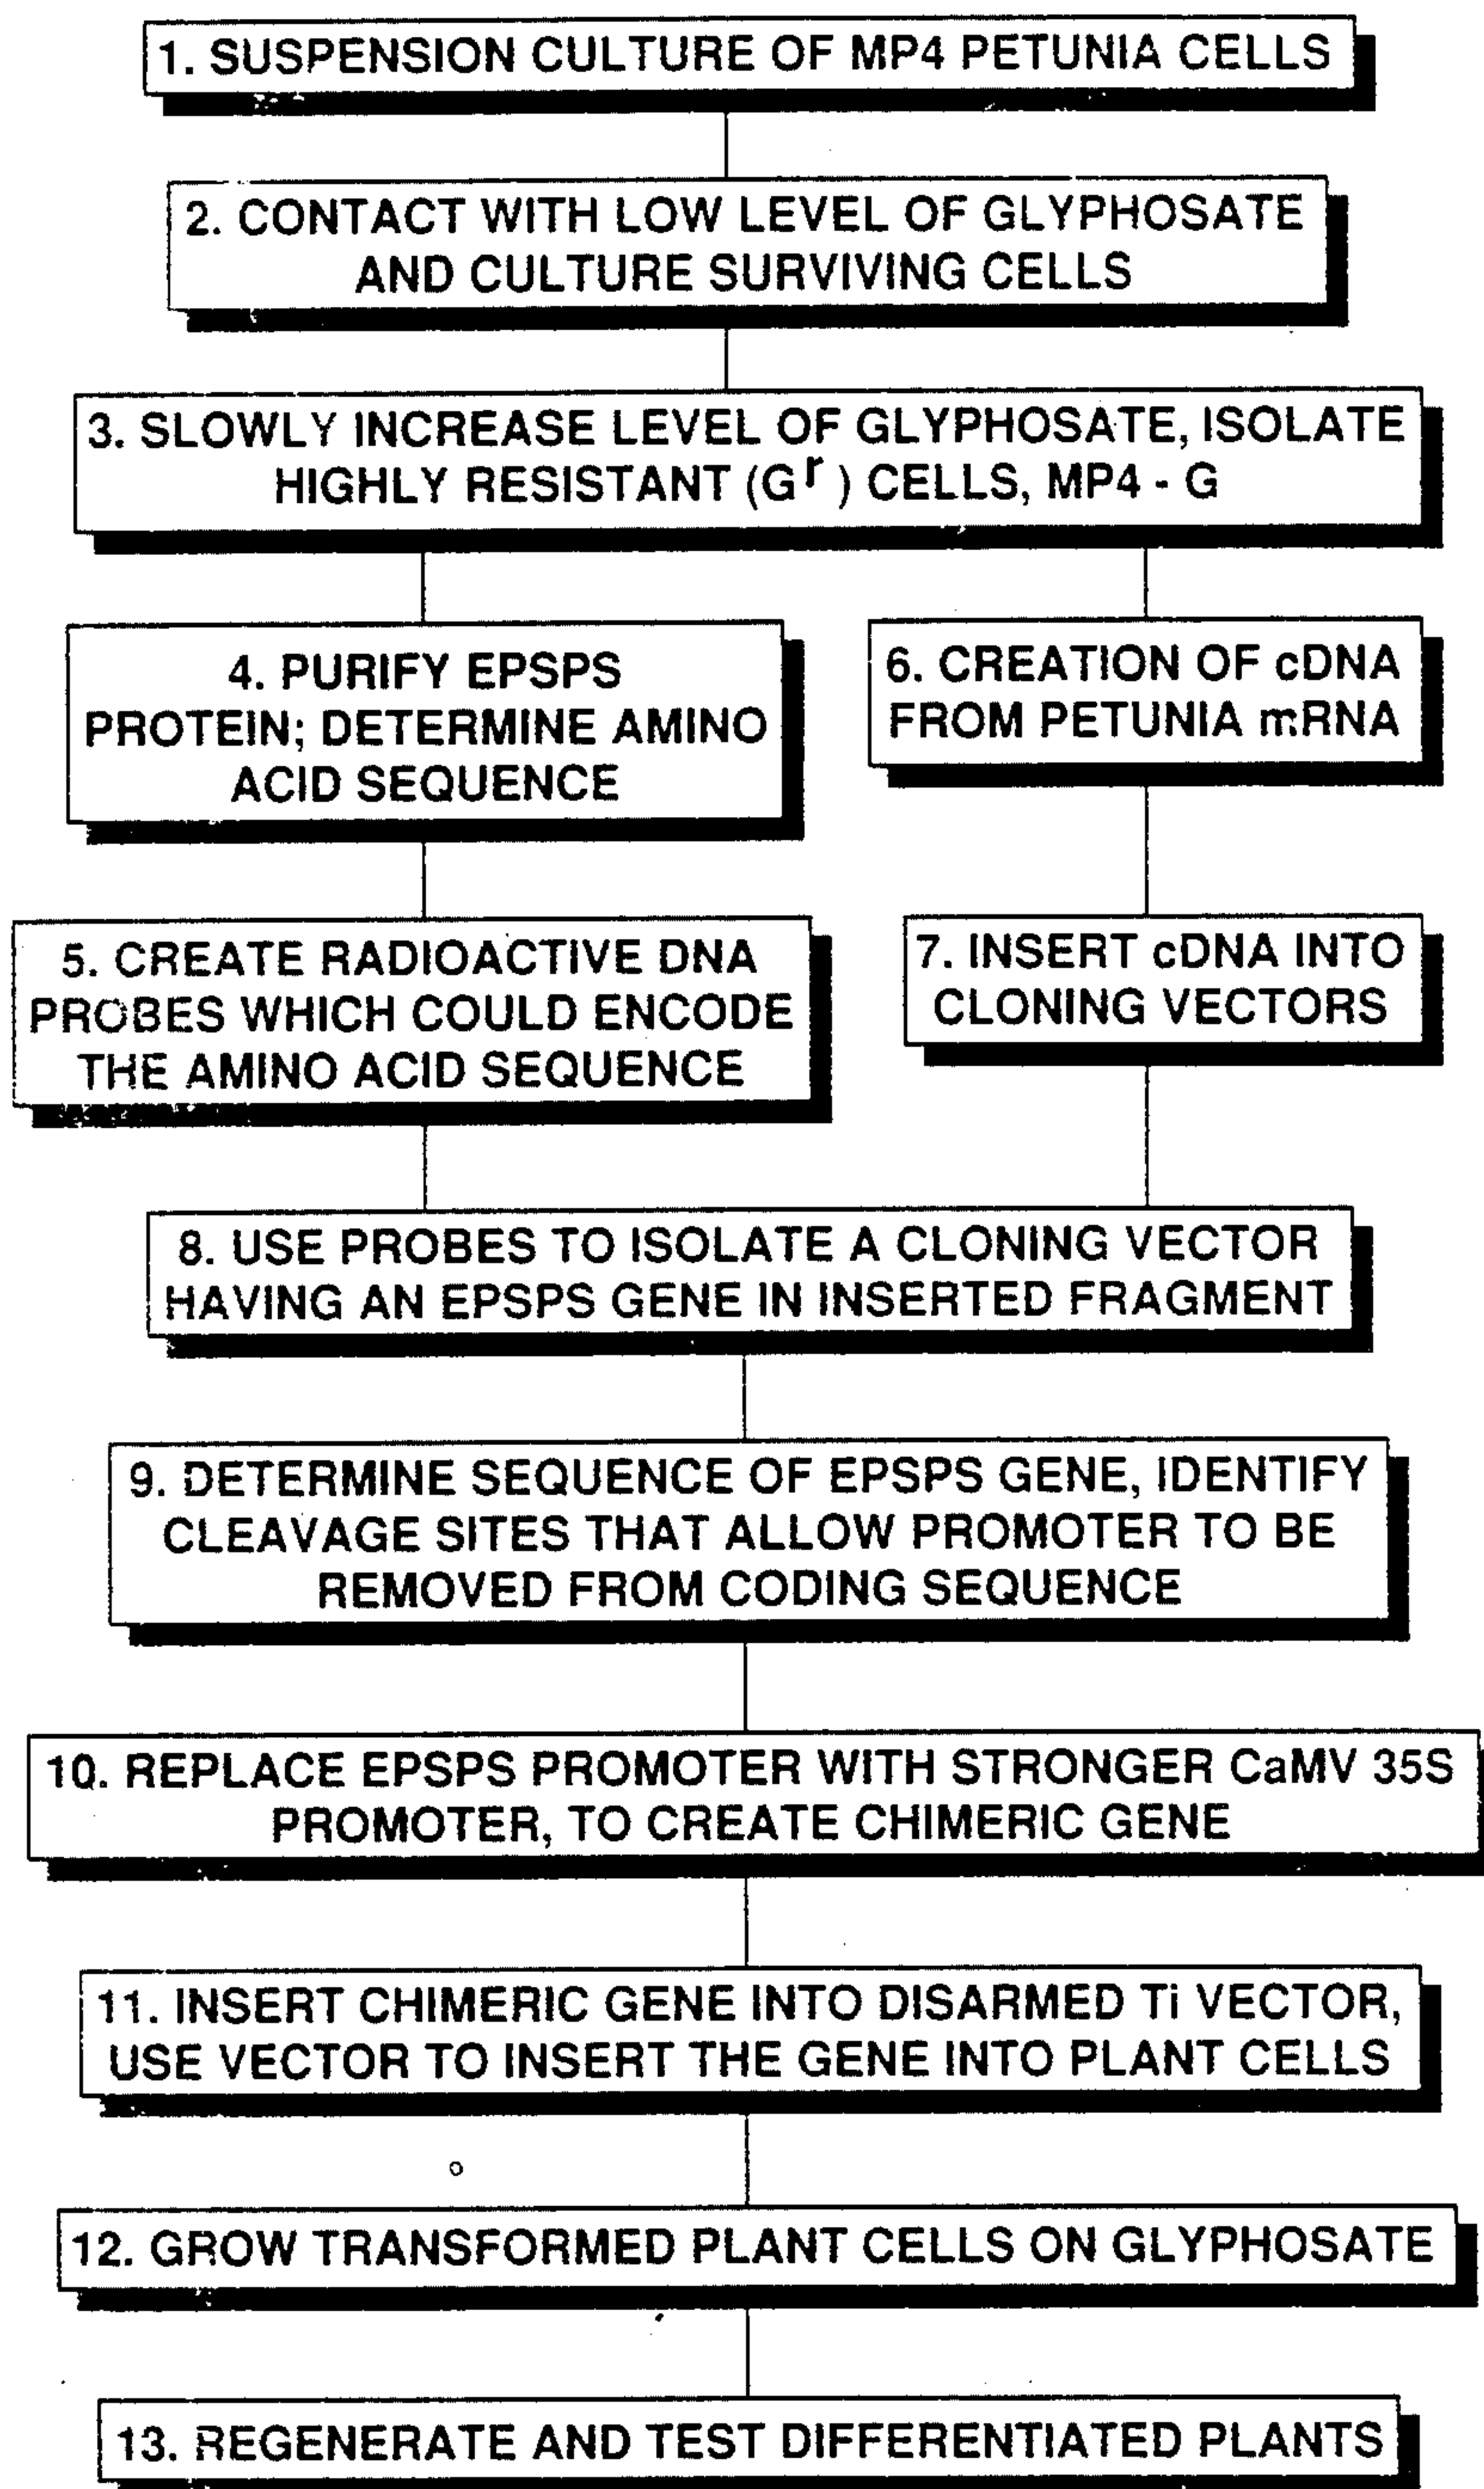 1. SUSPENSION CULTURE OF MP4 PETUNIA CELLS
2. CONTACT WITH LOW LEVEL OF GLYPHOSATE
AND CULTURE SURVIVING CELLS
3. SLOWLY INCREASE LEVEL OF GLYPHOSATE, ISOLATE
HIGHLY RESISTANT (Gʳ) CELLS, MP4 - G
4. PURIFY EPSPS
PROTEIN; DETERMINE AMINO
ACID SEQUENCE
5. CREATE RADIOACTIVE DNA
PROBES WHICH COULD ENCODE
THE AMINO ACID SEQUENCE
6. CREATION OF cDNA
FROM PETUNIA mRNA
7. INSERT cDNA INTO
CLONING VECTORS
8. USE PROBES TO ISOLATE A CLONING VECTOR
HAVING AN EPSPS GENE IN INSERTED FRAGMENT
9. DETERMINE SEQUENCE OF EPSPS GENE, IDENTIFY
CLEAVAGE SITES THAT ALLOW PROMOTER TO BE
REMOVED FROM CODING SEQUENCE
10. REPLACE EPSPS PROMOTER WITH STRONGER CaMV 35S
PROMOTER, TO CREATE CHIMERIC GENE
11. INSERT CHIMERIC GENE INTO DISARMED Ti VECTOR,
USE VECTOR TO INSERT THE GENE INTO PLANT CELLS
12. GROW TRANSFORMED PLANT CELLS ON GLYPHOSATE
13. REGENERATE AND TEST DIFFERENTIATED PLANTS